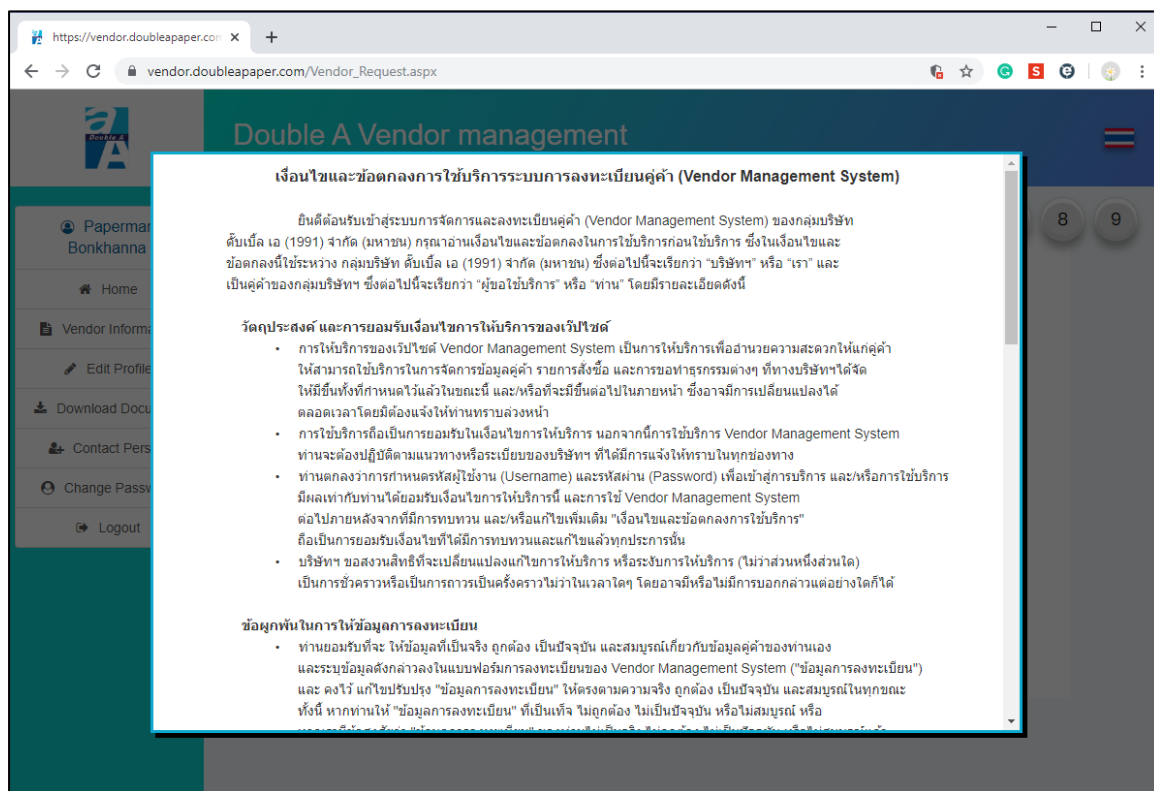 https://vendor.doubleapaper.com
vendor.doubleapaper.com/Vendor_Request.aspx
Double A
Double A Vendor management
Paperman
Bonkhanna
Home
Vendor Informa
Edit Profile
Download Docu
Contact Pers
Change Passw
Logout
8
9
เงื่อนไขและข้อตกลงการใช้บริการระบบการลงทะเบียนคู่ค้า (Vendor Management System)
ยินดีต้อนรับเข้าสู่ระบบการจัดการและลงทะเบียนคู่ค้า (Vendor Management System) ของกลุ่มบริษัท
ดั๊บเบิ้ล เอ (1991) จำกัด (มหาชน) กรุณาอ่านเงื่อนไขและข้อตกลงในการใช้บริการก่อนใช้บริการ ซึ่งในเงื่อนไขและ
ข้อตกลงนี้ใช้ระหว่าง กลุ่มบริษัท ดั๊บเบิ้ล เอ (1991) จำกัด (มหาชน) ซึ่งต่อไปนี้จะเรียกว่า "บริษัทฯ" หรือ "เรา" และ
เป็นคู่ค้าของกลุ่มบริษัทฯ ซึ่งต่อไปนี้จะเรียกว่า "ผู้ขอใช้บริการ" หรือ "ท่าน" โดยมีรายละเอียดดังนี้
วัตถุประสงค์ และการยอมรับเงื่อนไขการให้บริการของเว็ปไซต์
• การให้บริการของเว็ปไซต์ Vendor Management System เป็นการให้บริการเพื่ออำนวยความสะดวกให้แก่คู่ค้า
ให้สามารถใช้บริการในการจัดการข้อมูลคู่ค้า รายการสั่งซื้อ และการขอทำธุรกรรมต่างๆ ที่ทางบริษัทฯได้จัด
ให้มีขึ้นทั้งที่กำหนดไว้แล้วในขณะนี้ และ/หรือที่จะมีขึ้นต่อไปในภายหน้า ซึ่งอาจมีการเปลี่ยนแปลงได้
ตลอดเวลาโดยมิต้องแจ้งให้ท่านทราบล่วงหน้า
• การใช้บริการถือเป็นการยอมรับในเงื่อนไขการให้บริการ นอกจากนี้การใช้บริการ Vendor Management System
ท่านจะต้องปฏิบัติตามแนวทางหรือระเบียบของบริษัทฯ ที่ได้มีการแจ้งให้ทราบในทุกช่องทาง
• ท่านตกลงว่าการกำหนดรหัสผู้ใช้งาน (Username) และรหัสผ่าน (Password) เพื่อเข้าสู่การบริการ และ/หรือการใช้บริการ
มีผลเท่ากับท่านได้ยอมรับเงื่อนไขการให้บริการนี้ และการใช้ Vendor Management System
ต่อไปภายหลังจากที่มีการทบทวน และ/หรือแก้ไขเพิ่มเติม "เงื่อนไขและข้อตกลงการใช้บริการ"
ถือเป็นการยอมรับเงื่อนไขที่ได้มีการทบทวนและแก้ไขแล้วทุกประการนั้น
• บริษัทฯ ขอสงวนสิทธิที่จะเปลี่ยนแปลงแก้ไขการให้บริการ หรือระงับการให้บริการ (ไม่ว่าส่วนหนึ่งส่วนใด)
เป็นการชั่วคราวหรือเป็นการถาวรเป็นครั้งคราวไม่ว่าในเวลาใดๆ โดยอาจมีหรือไม่มีการบอกกล่าวแต่อย่างใดก็ได้
ข้อผูกพันในการให้ข้อมูลการลงทะเบียน
• ท่านยอมรับที่จะ ให้ข้อมูลที่เป็นจริง ถูกต้อง เป็นปัจจุบัน และสมบูรณ์เกี่ยวกับข้อมูลคู่ค้าของท่านเอง
และระบุข้อมูลดังกล่าวลงในแบบฟอร์มการลงทะเบียนของ Vendor Management System ("ข้อมูลการลงทะเบียน")
และ คงไว้ แก้ไขปรับปรุง "ข้อมูลการลงทะเบียน" ให้ตรงตามความจริง ถูกต้อง เป็นปัจจุบัน และสมบูรณ์ในทุกขณะ
ทั้งนี้ หากท่านให้ "ข้อมูลการลงทะเบียน" ที่เป็นเท็จ ไม่ถูกต้อง ไม่เป็นปัจจุบัน หรือไม่สมบูรณ์ หรือ